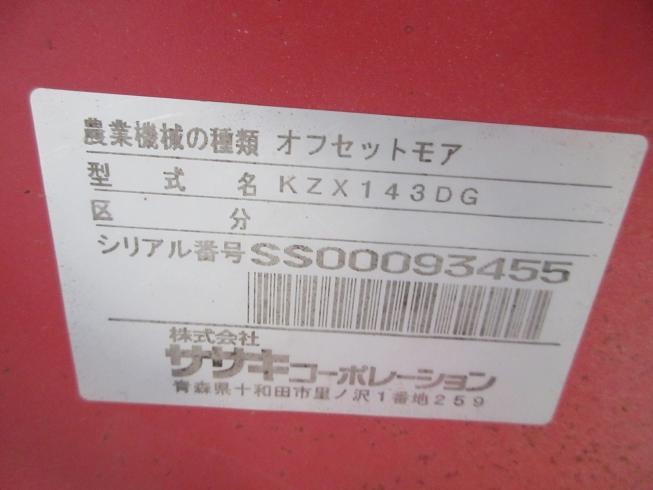 農業機械の種類 オフセットモア
型式名 KZX143DG
区分
シリアル番号 SS00093455
株式会社
ササキコーポレーション
青森県十和田市里ノ沢1番地259